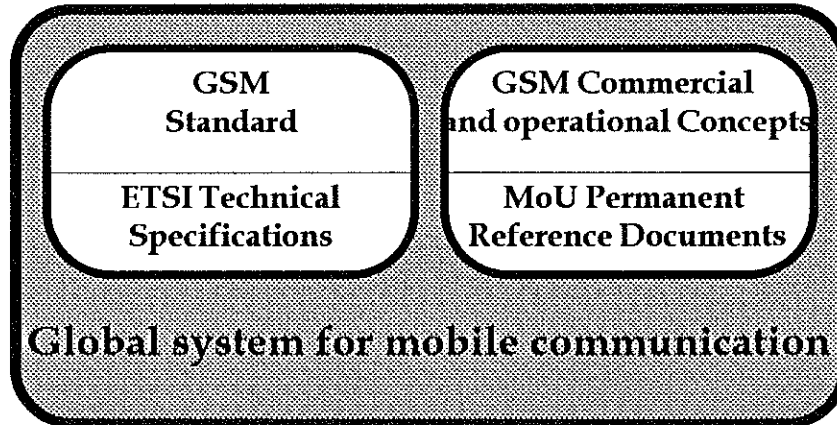 GSM
Standard
ETSI Technical
Specifications
GSM Commercial
and operational Concepts
MoU Permanent
Reference Documents
Global system for mobile communication